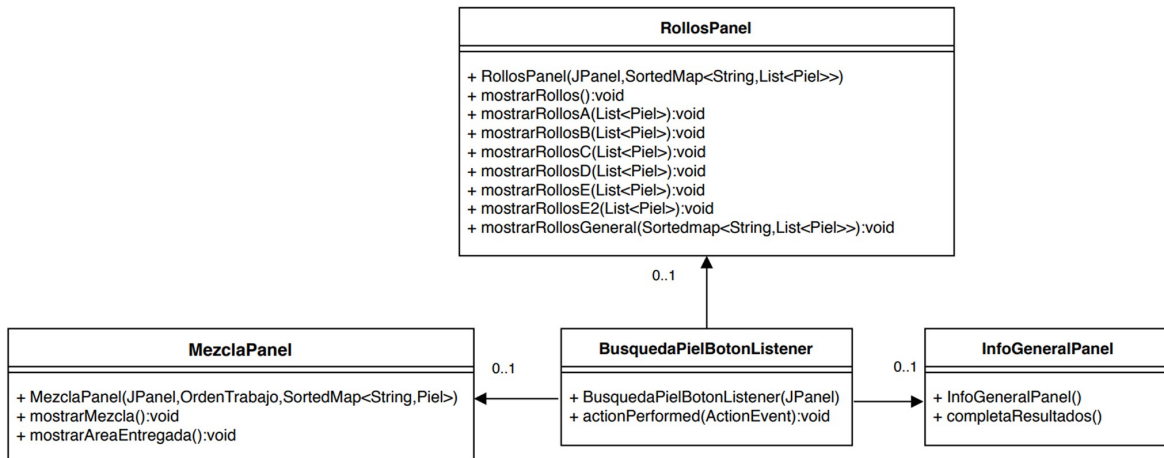 RollosPanel
+ RollosPanel(JPanel,SortedMap<String,List<Piel>>)
+ mostrarRollos():void
+ mostrarRollosA(List<Piel>):void
+ mostrarRollosB(List<Piel>):void
+ mostrarRollosC(List<Piel>):void
+ mostrarRollosD(List<Piel>):void
+ mostrarRollosE(List<Piel>):void
+ mostrarRollosE2(List<Piel>):void
+ mostrarRollosGeneral(Sortedmap<String,List<Piel>>):void
0..1
MezclaPanel
+ MezclaPanel(JPanel,OrdenTrabajo,SortedMap<String,Piel>)
+ mostrarMezcla():void
+ mostrarAreaEntregada():void
0..1
BusquedaPielBotonListener
+ BusquedaPielBotonListener(JPanel)
+ actionPerformed(ActionEvent):void
0..1
InfoGeneralPanel
+ InfoGeneralPanel()
+ completaResultados()